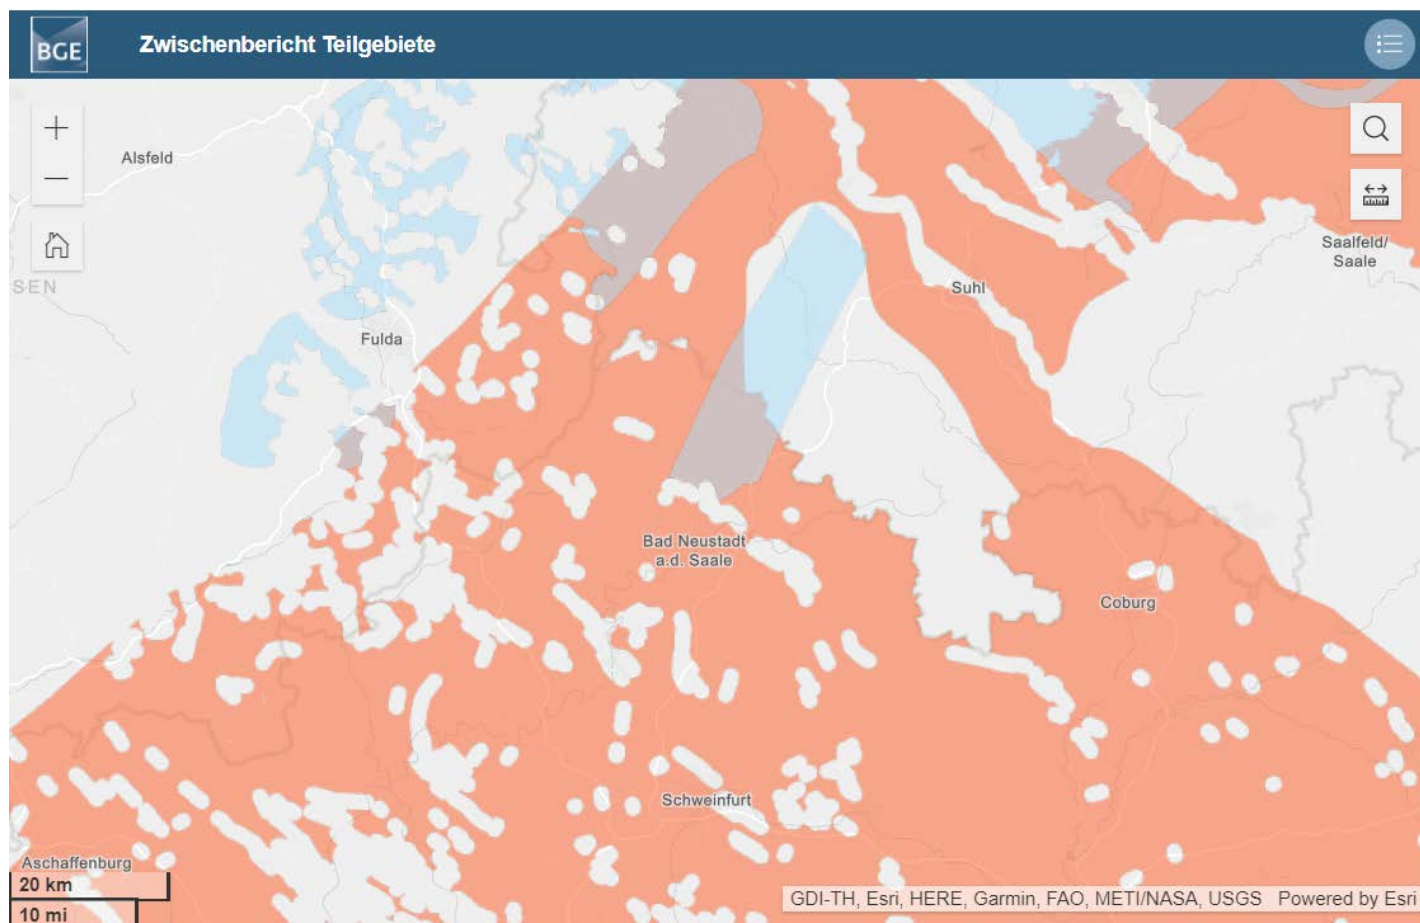 BGE
Zwischenbericht Teilgebiete
Alsfeld
SEN
Saalfeld/
Saale
Suhl
Fulda
Bad Neustadt
a.d. Saale
Coburg
Schweinfurt
Aschaffenburg
20 km
10 mi
GDI-TH, Esri, HERE, Garmin, FAO, METI/NASA, USGS Powered by Esri